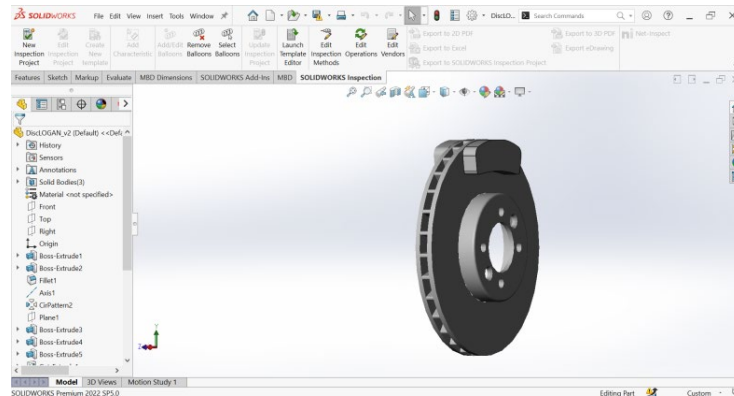 SOLIDWORKS File Edit View Insert Tools Window DiscLO... Search Commands
New Inspection Project
Edit Inspection Project
Create New template
Add Characteristic
Add/Edit Balloons
Remove Balloons
Select Balloons
Update Inspection Project
Launch Template Editor
Edit Inspection Methods
Edit Operations
Edit Vendors
Export to 2D PDF
Export to Excel
Export to SOLIDWORKS Inspection Project
Export to 3D PDF
Export eDrawing
Net-Inspect
Features Sketch Markup Evaluate MBD Dimensions SOLIDWORKS Add-Ins MBD SOLIDWORKS Inspection
DiscLOGAN_v2 (Default) <<Defa
History
Sensors
Annotations
Solid Bodies(3)
Material <not specified>
Front
Top
Right
Origin
Boss-Extrude1
Boss-Extrude2
Fillet1
Axis1
CirPattern2
Plane1
Boss-Extrude3
Boss-Extrude4
Boss-Extrude5
Y
Z
Model 3D Views Motion Study 1
SOLIDWORKS Premium 2022 SP5.0 Editing Part Custom